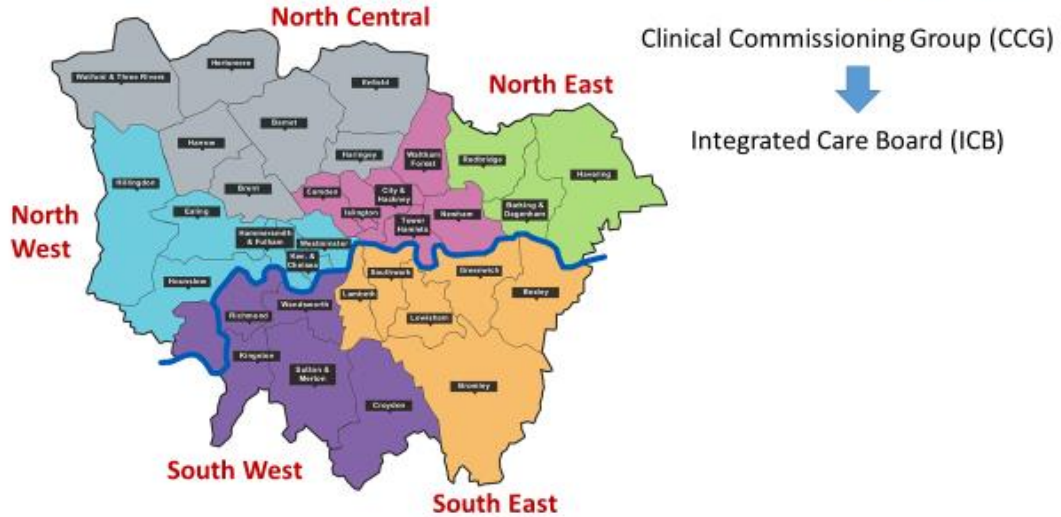 North Central
Clinical Commissioning Group (CCG)
Watford & Three Rivers
Hertsmere
Enfield
North East
Integrated Care Board (ICB)
Barnet
Harrow
Haringey
Waltham
Forest
Redbridge
Havering
Hillingdon
Brent
Camden
City &
Hackney
Islington
Tower
Hamlets
Newham
Barking &
Dagenham
North
West
Ealing
Hammersmith
& Fulham
Westminster
Ken. &
Chelsea
Hounslow
Southwark
Greenwich
Bexley
Lambeth
Lewisham
Richmond
Wandsworth
Kingston
Sutton &
Merton
Bromley
Croydon
South West
South East